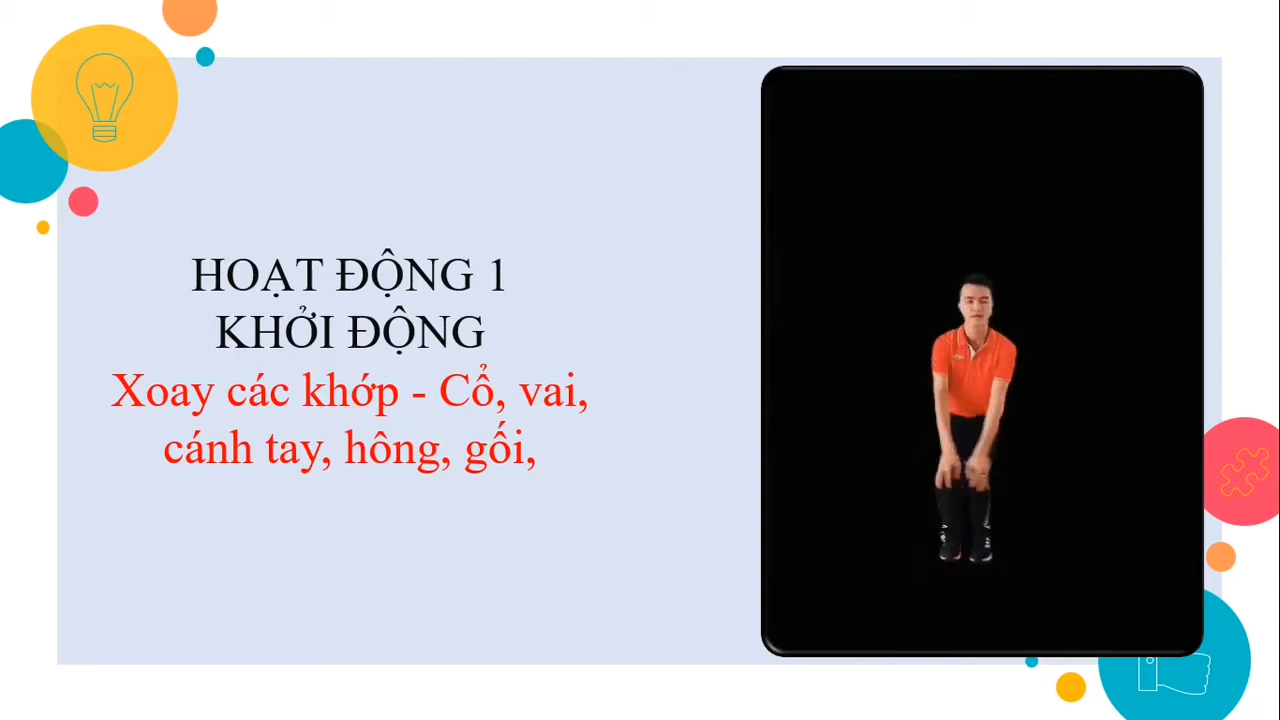 HOẠT ĐỘNG 1
KHỞI ĐỘNG
Xoay các khớp - Cổ, vai,
cánh tay, hông, gối,